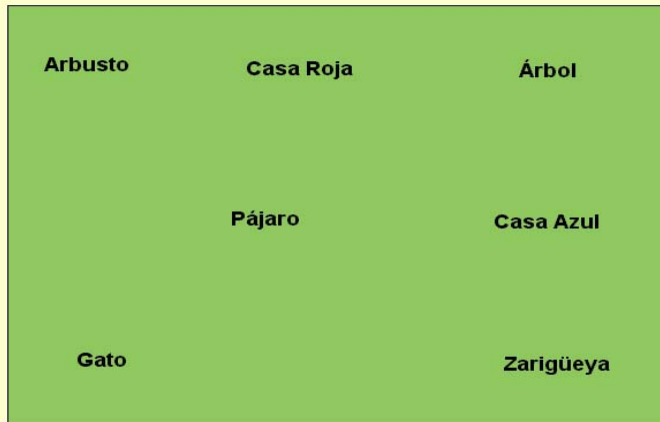 Arbusto
Casa Roja
Árbol
Pájaro
Casa Azul
Gato
Zarigüeya